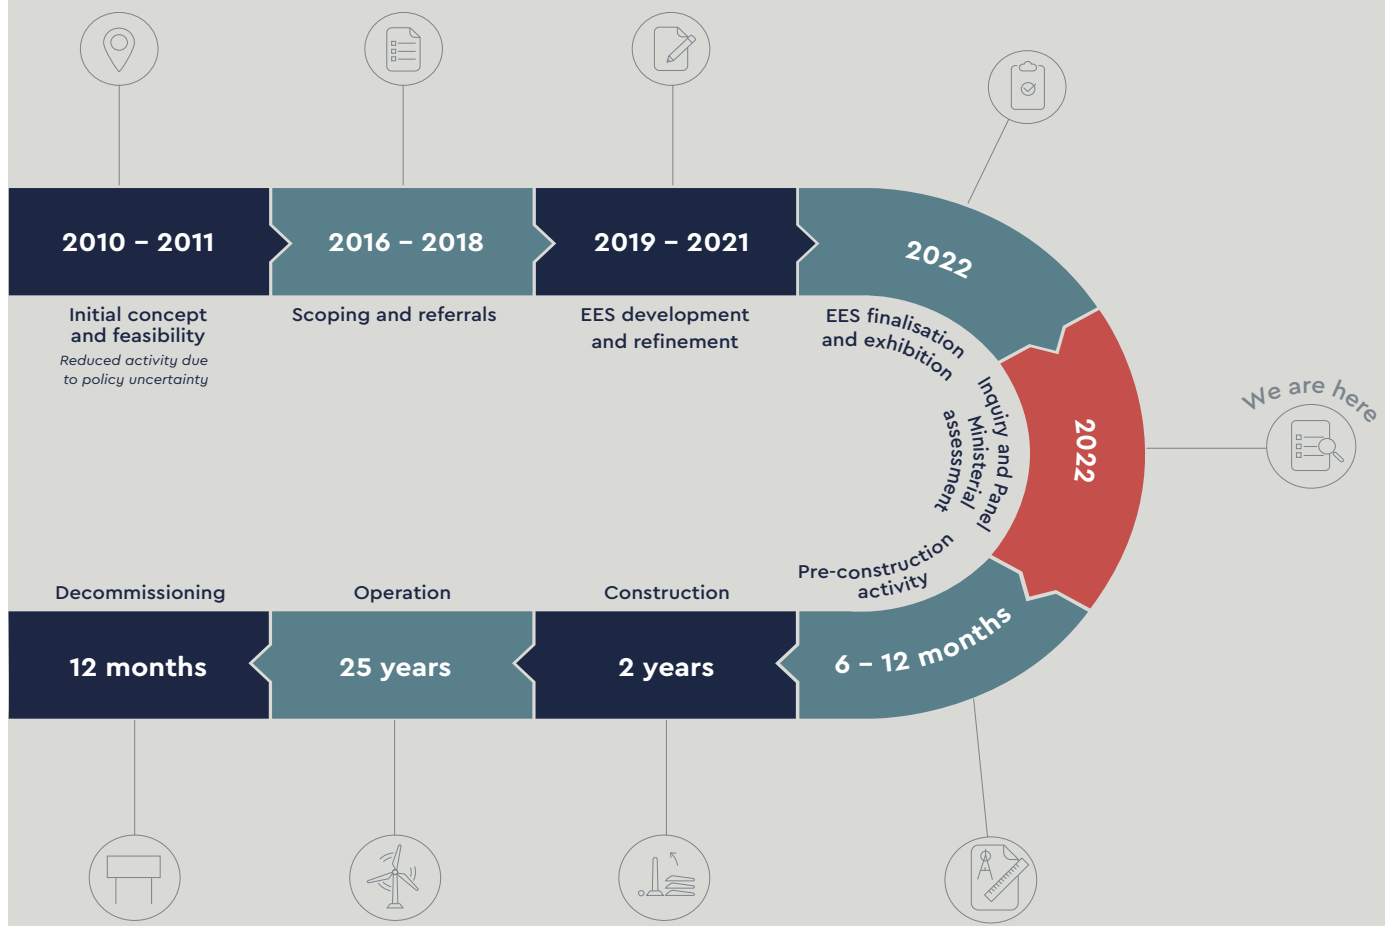 2010 – 2011
Initial concept
and feasibility
Reduced activity due
to policy uncertainty
2016 – 2018
Scoping and referrals
2019 – 2021
EES development
and refinement
2022
EES finalisation
and exhibition
2022
Inquiry and Panel
Ministerial
assessment
We are here
6 – 12 months
Pre-construction
activity
Construction
2 years
Operation
25 years
Decommissioning
12 months